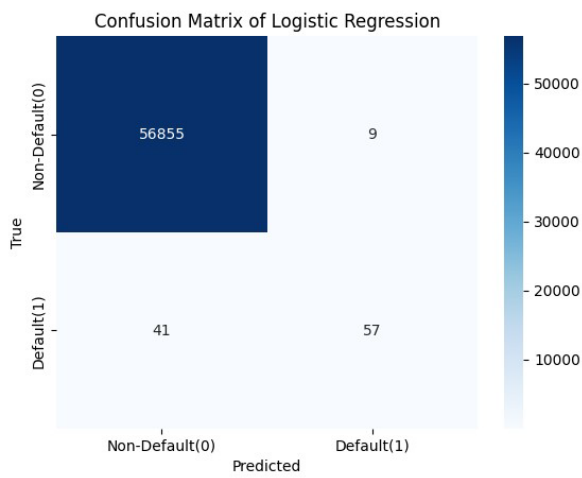 Confusion Matrix of Logistic Regression
True
Non-Default(0)
Default(1)
56855
9
41
57
Non-Default(0)
Default(1)
Predicted
50000
40000
30000
20000
10000